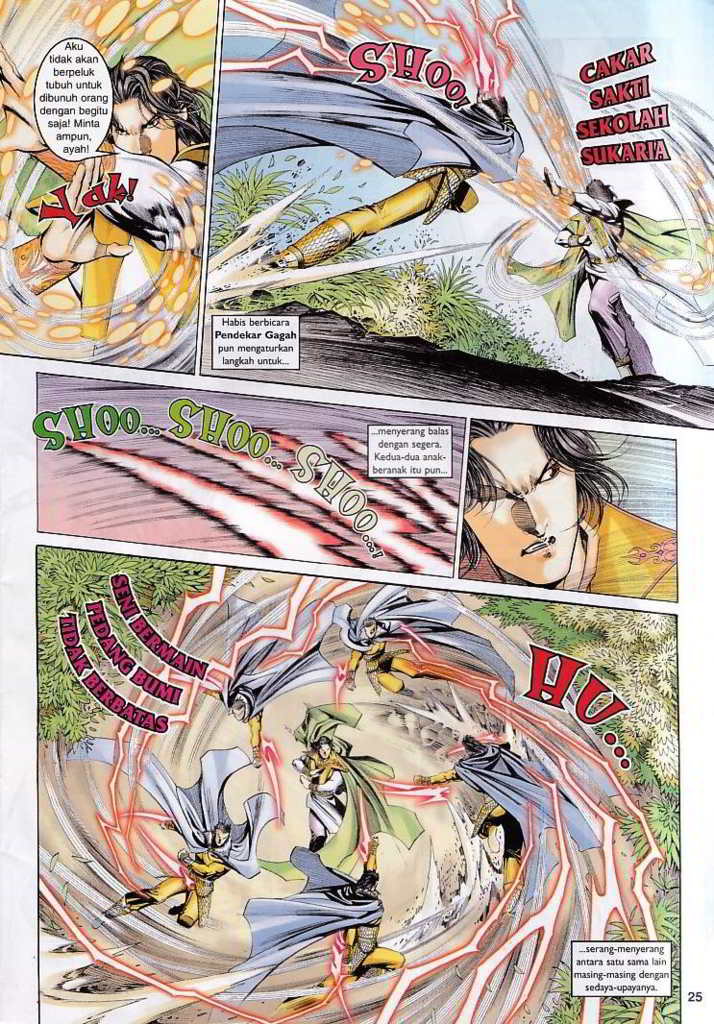 Aku
tidak akan
berpeluk
tubuh untuk
dibunuh orang
dengan begitu
saja! Minta
ampun,
ayah!
Yak!
SHOO!
CAKAR
SAKTI
SEKOLAH
SUKARIA
Habis berbicara
Pendekar Gagah
pun mengaturkan
langkah untuk...
SHOO... SHOO... SHOO...!
...menyerang balas
dengan segera.
Kedua-dua anak-
beranak itu pun...
SENI BERMAIN
PEDANG BUMI
TIDAK BERBATAS
HU...
...serang-menyerang
antara satu sama lain
masing-masing dengan
sedaya-upayanya.
25